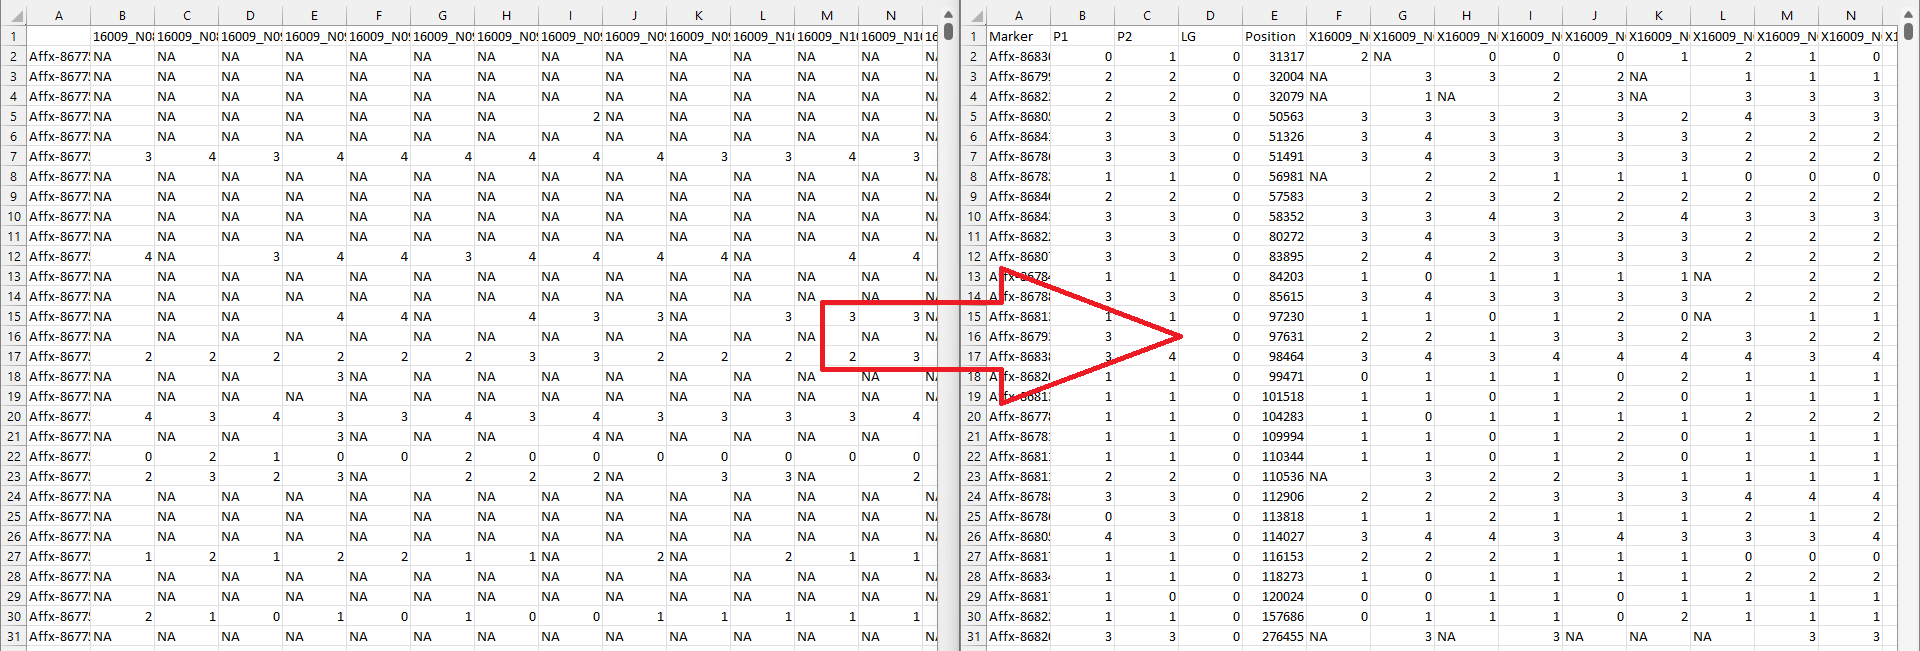 A B C D E F G H I J K L M N
1 16009_N0 16009_N0 16009_N0 16009_N0 16009_N0 16009_N0 16009_N0 16009_N0 16009_N0 16009_N0 16009_N1 16009_N1 16009_N1 16
2 Affx-8677 NA NA NA NA NA NA NA NA NA NA NA NA NA
3 Affx-8677 NA NA NA NA NA NA NA NA NA NA NA NA NA
4 Affx-8677 NA NA NA NA NA NA NA NA NA NA NA NA NA
5 Affx-8677 NA NA NA NA NA NA NA 2 NA NA NA NA NA
6 Affx-8677 NA NA NA NA NA NA NA NA NA NA NA NA NA
7 Affx-8677 3 4 3 4 4 4 4 4 4 3 3 4 3
8 Affx-8677 NA NA NA NA NA NA NA NA NA NA NA NA NA
9 Affx-8677 NA NA NA NA NA NA NA NA NA NA NA NA NA
10 Affx-8677 NA NA NA NA NA NA NA NA NA NA NA NA NA
11 Affx-8677 NA NA NA NA NA NA NA NA NA NA NA NA NA
12 Affx-8677 4 NA 3 4 4 3 4 4 4 4 NA 4 4
13 Affx-8677 NA NA NA NA NA NA NA NA NA NA NA NA NA
14 Affx-8677 NA NA NA NA NA NA NA NA NA NA NA NA NA
15 Affx-8677 NA NA NA 4 4 NA 4 3 3 NA 3 3 3
16 Affx-8677 NA NA NA NA NA NA NA NA NA NA NA NA NA
17 Affx-8677 2 2 2 2 2 2 3 3 2 2 2 2 3
18 Affx-8677 NA NA NA 3 NA NA NA NA NA NA NA NA NA
19 Affx-8677 NA NA NA NA NA NA NA NA NA NA NA NA NA
20 Affx-8677 4 3 4 3 3 4 3 4 3 3 3 3 4
21 Affx-8677 NA NA NA 3 NA NA NA 4 NA NA NA NA NA
22 Affx-8677 0 2 1 0 0 2 0 0 0 0 0 0 0
23 Affx-8677 2 3 2 3 NA 2 2 2 NA 3 3 NA 2
24 Affx-8677 NA NA NA NA NA NA NA NA NA NA NA NA NA
25 Affx-8677 NA NA NA NA NA NA NA NA NA NA NA NA NA
26 Affx-8677 NA NA NA NA NA NA NA NA NA NA NA NA NA
27 Affx-8677 1 2 1 2 2 1 1 NA 2 NA 2 1 1
28 Affx-8677 NA NA NA NA NA NA NA NA NA NA NA NA NA
29 Affx-8677 NA NA NA NA NA NA NA NA NA NA NA NA NA
30 Affx-8677 2 1 0 1 0 1 0 0 1 1 1 1 1
31 Affx-8677 NA NA NA NA NA NA NA NA NA NA NA NA NA
A B C D E F G H I J K L M N
1 Marker P1 P2 LG Position X16009_N X16009_N X16009_N X16009_N X16009_N X16009_N X16009_N X16009_N X16009_N X1
2 Affx-8683 0 1 0 31317 2 NA 0 0 0 1 2 1 0
3 Affx-8679 2 2 0 32004 NA 3 3 2 2 NA 1 1 1
4 Affx-8682 2 2 0 32079 NA 1 NA 2 3 NA 3 3 3
5 Affx-8680 2 3 0 50563 3 3 3 3 3 2 4 3 3
6 Affx-8684 3 3 0 51326 3 4 3 3 3 3 2 2 2
7 Affx-8678 3 3 0 51491 3 4 3 3 3 3 2 2 2
8 Affx-8678 1 1 0 56981 NA 2 2 1 1 1 0 0 0
9 Affx-8684 2 2 0 57583 3 2 3 2 2 2 2 2 2
10 Affx-8684 3 3 0 58352 3 3 4 3 2 4 3 3 3
11 Affx-8682 3 3 0 80272 3 4 3 3 3 3 2 2 2
12 Affx-8680 3 3 0 83895 2 4 2 3 3 3 2 2 2
13 Affx-8678 1 1 0 84203 1 0 1 1 1 1 NA 2 2
14 Affx-8678 3 3 0 85615 3 4 3 3 3 3 2 2 2
15 Affx-8681 1 1 0 97230 1 1 0 1 2 0 NA 1 1
16 Affx-8679 3 0 97631 2 2 1 3 3 2 3 2 2
17 Affx-8683 3 4 0 98464 3 4 3 4 4 4 4 3 4
18 Affx-8682 1 1 0 99471 0 1 1 1 0 2 1 1 1
19 Affx-8681 1 1 0 101518 1 1 0 1 2 0 1 1 1
20 Affx-8677 1 1 0 104283 1 0 1 1 1 1 2 2 2
21 Affx-8678 1 1 0 109994 1 1 0 1 2 0 1 1 1
22 Affx-8681 1 1 0 110344 1 1 0 1 2 0 1 1 1
23 Affx-8681 2 2 0 110536 NA 3 2 2 3 1 1 1 1
24 Affx-8678 3 3 0 112906 2 2 2 3 3 3 4 4 4
25 Affx-8678 0 3 0 113818 1 1 2 1 1 1 2 1 2
26 Affx-8680 4 3 0 114027 3 4 4 3 4 3 3 3 4
27 Affx-8681 1 1 0 116153 2 2 2 1 1 1 0 0 0
28 Affx-8683 1 1 0 118273 1 0 1 1 1 1 2 2 2
29 Affx-8681 1 0 0 120024 0 0 1 1 0 1 1 1 1
30 Affx-8682 1 1 0 157686 0 1 1 1 0 2 1 1 1
31 Affx-8682 3 3 0 276455 NA 3 NA 3 NA NA NA 3 3